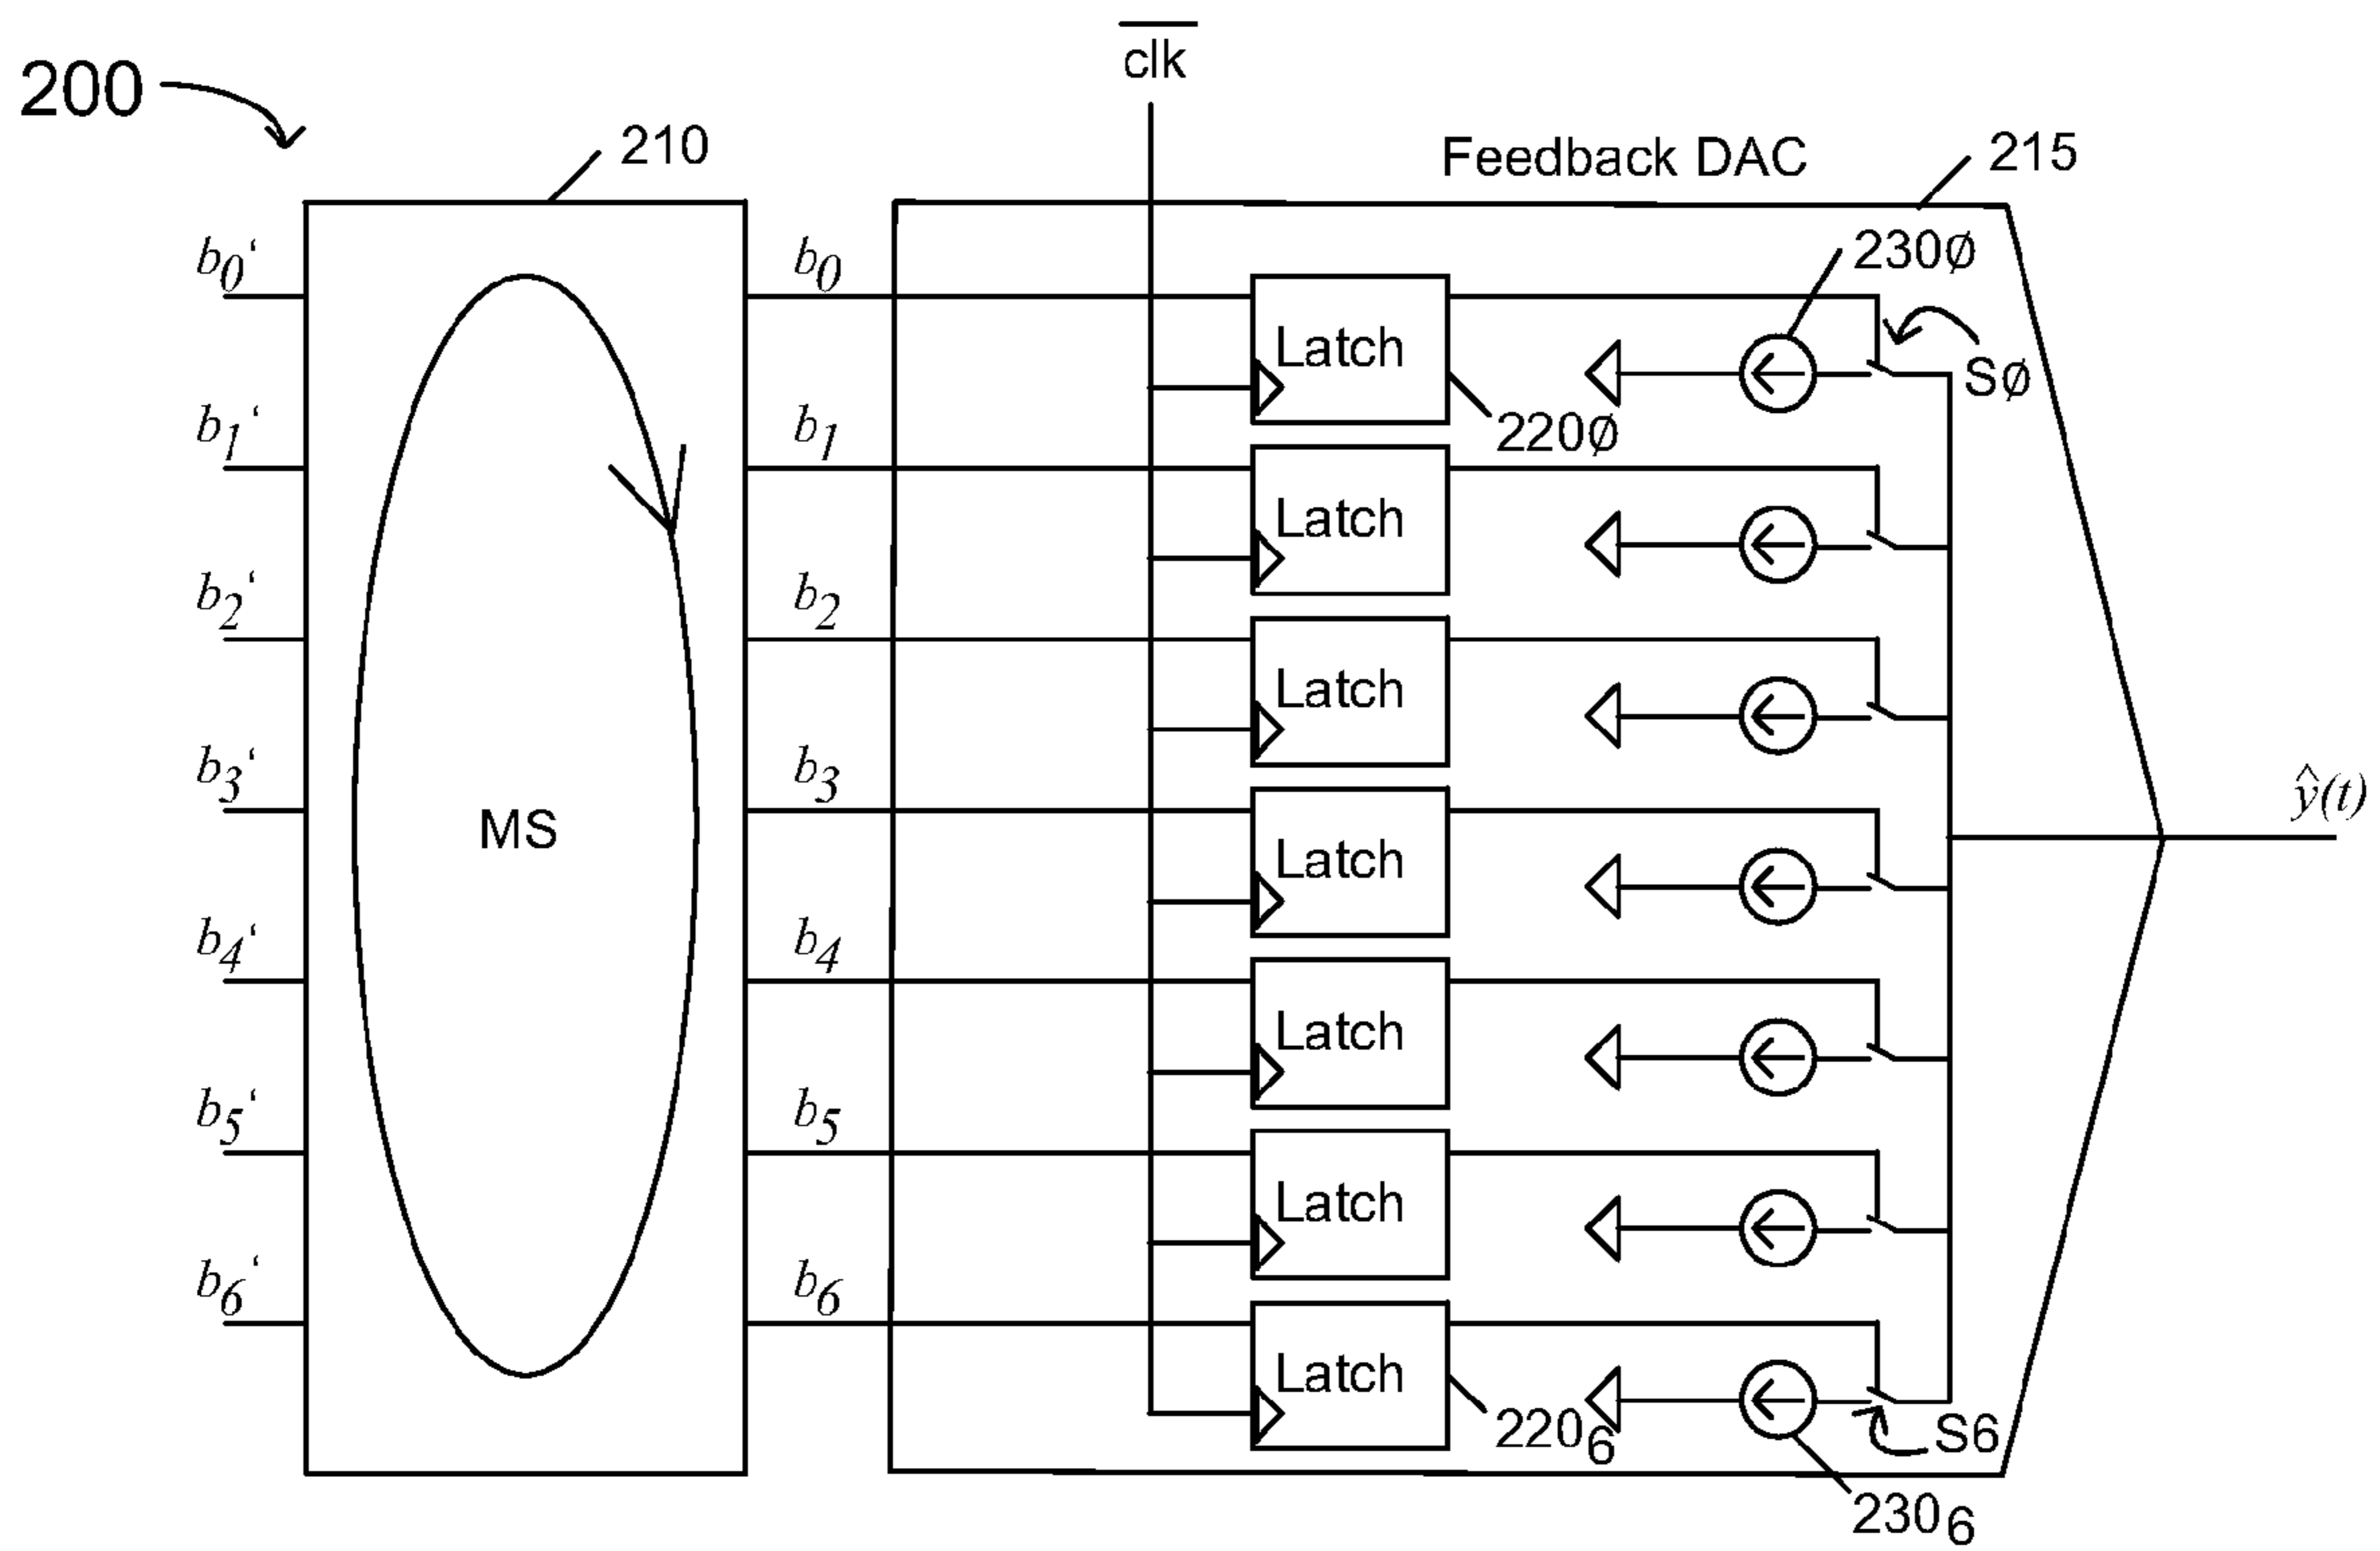 clk
200
210
Feedback DAC
215
b0‘
b0
230ø
Latch
Sø
220ø
b1‘
b1
Latch
b2‘
b2
Latch
b3‘
b3
ŷ(t)
MS
Latch
b4‘
b4
Latch
b5‘
b5
Latch
b6‘
b6
Latch
2206
S6
2306